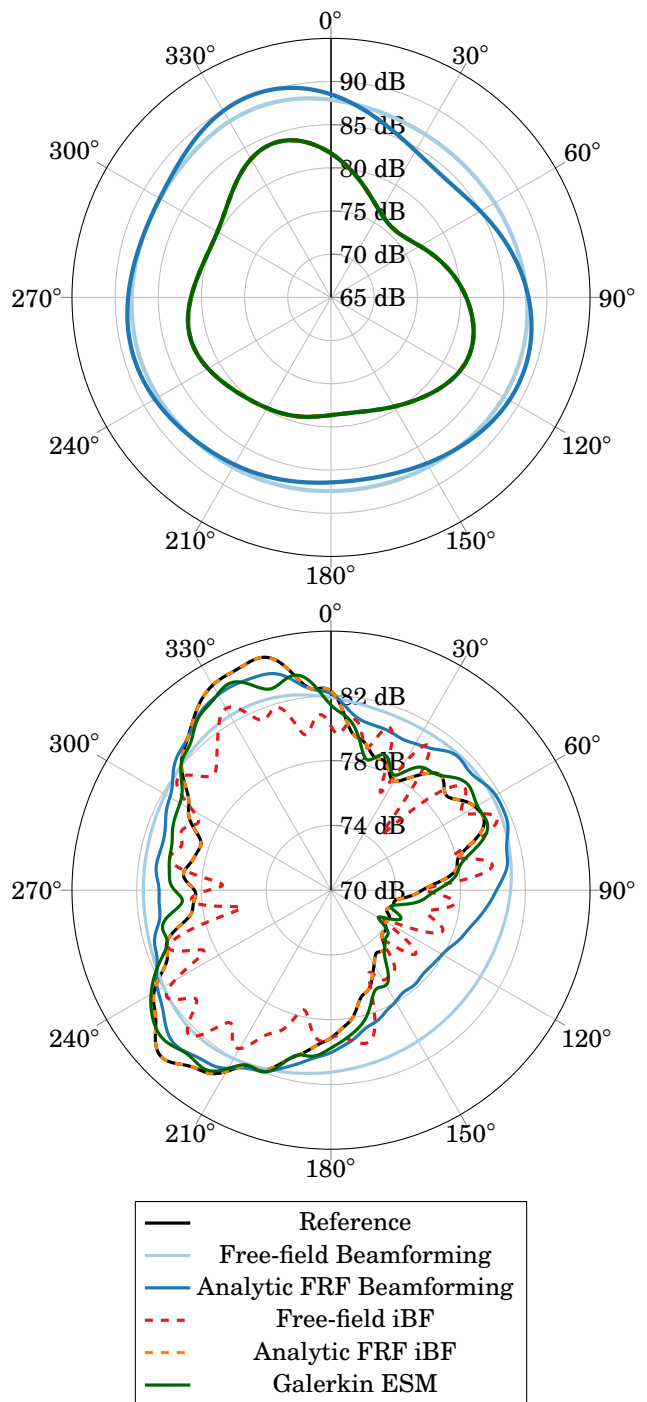 0°
330°
30°
90 dB
85 dB
300°
60°
80 dB
75 dB
70 dB
270°
65 dB
90°
240°
120°
210°
150°
180°
0°
330°
30°
82 dB
300°
60°
78 dB
74 dB
270°
70 dB
90°
240°
120°
210°
150°
180°
Reference
Free-field Beamforming
Analytic FRF Beamforming
Free-field iBF
Analytic FRF iBF
Galerkin ESM